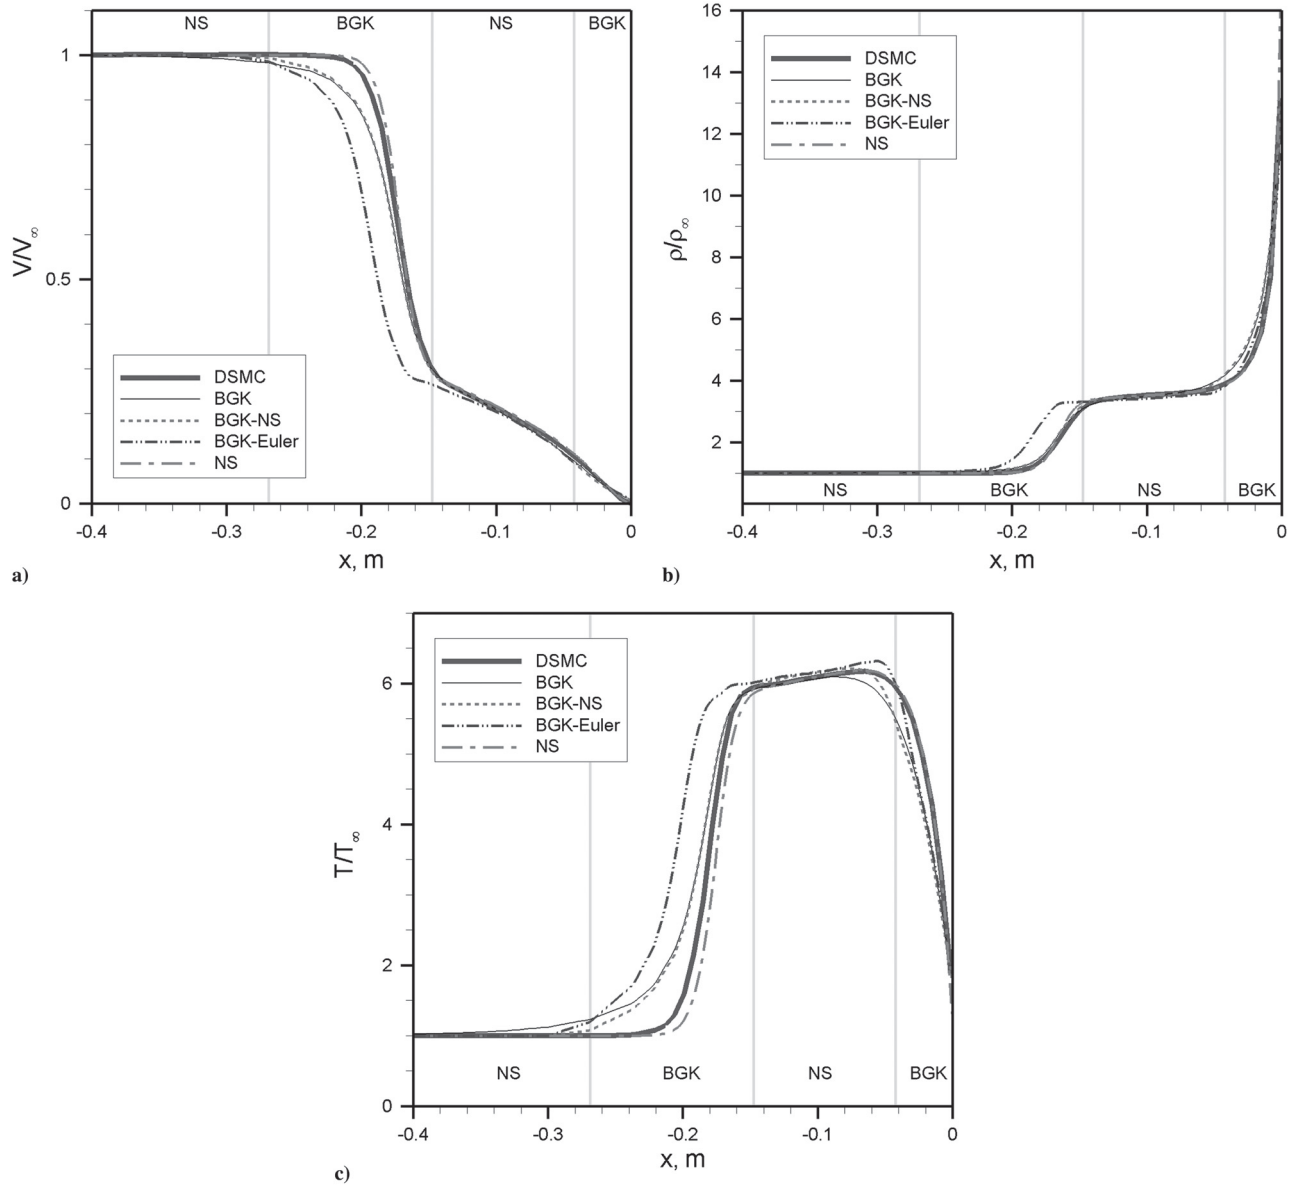 NS BGK NS BGK
1
V/V∞
0.5
DSMC
BGK
BGK-NS
BGK-Euler
NS
0
-0.4 -0.3 -0.2 -0.1 0
x, m
a)
16
DSMC
14
BGK
BGK-NS
12
BGK-Euler
NS
10
ρ/ρ∞
8
6
4
2
NS BGK NS BGK
-0.4 -0.3 -0.2 -0.1 0
x, m
b)
DSMC
6
BGK
BGK-NS
BGK-Euler
NS
4
T/T∞
2
NS BGK NS BGK
0
-0.4 -0.3 -0.2 -0.1 0
x, m
c)